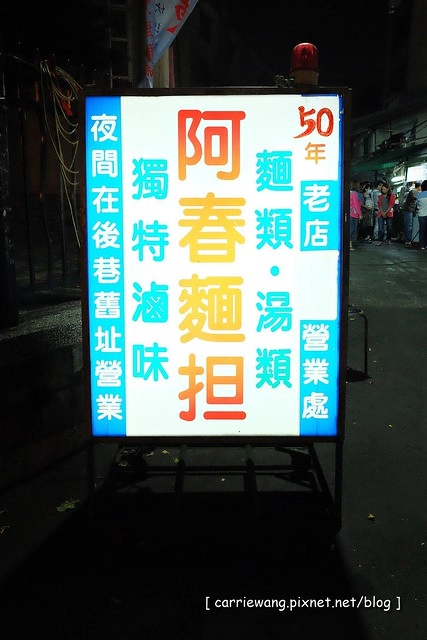 50年老店 營業處
麵類·湯類
阿春麵担
獨特滷味
夜間在後巷舊址營業
[ carriewang.pixnet.net/blog ]